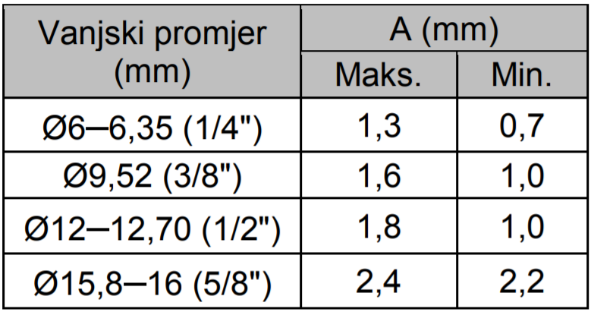 Vanjski promjer (mm) A (mm)
Maks. Min.
Ø6–6,35 (1/4") 1,3 0,7
Ø9,52 (3/8") 1,6 1,0
Ø12–12,70 (1/2") 1,8 1,0
Ø15,8–16 (5/8") 2,4 2,2